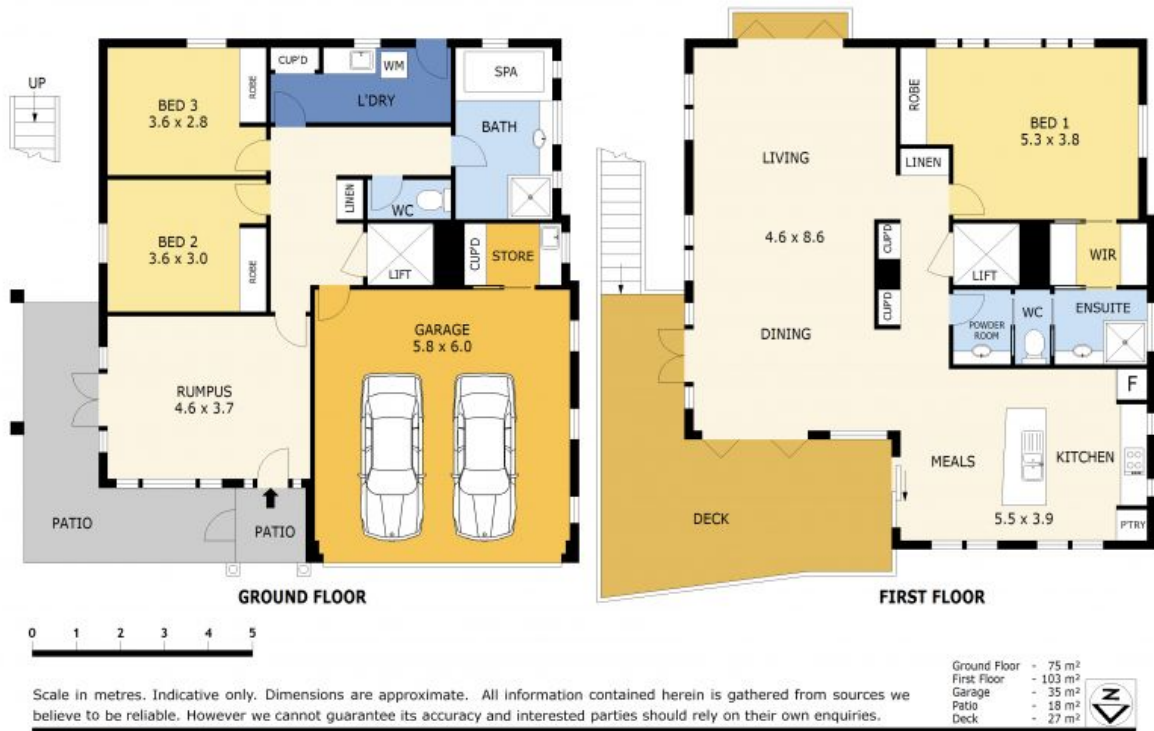 UP
CUP'D
WM
SPA
BED 3
3.6 x 2.8
ROBE
L'DRY
BATH
BED 2
3.6 x 3.0
ROBE
LINEN
WC
LIFT
CUP'D
STORE
GARAGE
5.8 x 6.0
RUMPUS
4.6 x 3.7
PATIO
PATIO
GROUND FLOOR
ROBE
BED 1
5.3 x 3.8
LIVING
LINEN
4.6 x 8.6
CUP'D
LIFT
WIR
CUP'D
POWDER
ROOM
WC
ENSUITE
DINING
F
MEALS
KITCHEN
5.5 x 3.9
P'TRY
DECK
FIRST FLOOR
0 1 2 3 4 5
Scale in metres. Indicative only. Dimensions are approximate. All information contained herein is gathered from sources we
believe to be reliable. However we cannot guarantee its accuracy and interested parties should rely on their own enquiries.
Ground Floor - 75 m²
First Floor - 103 m²
Garage - 35 m²
Patio - 18 m²
Deck - 27 m²
N